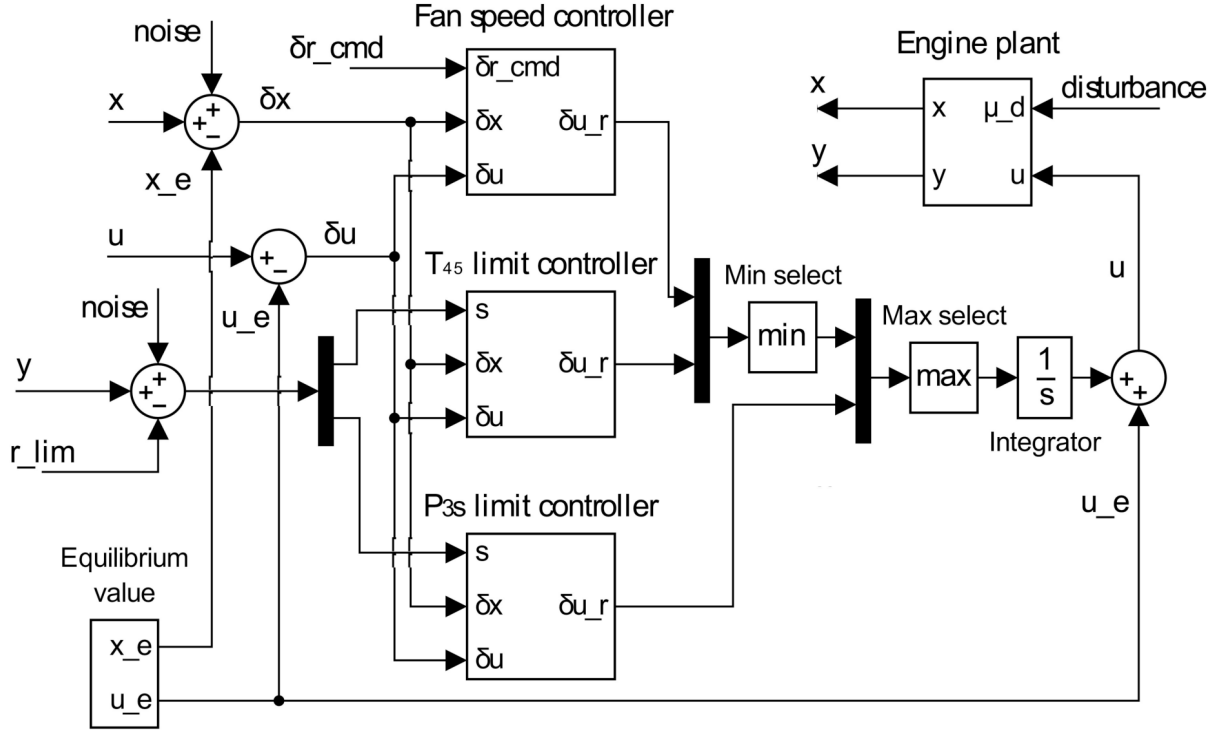 Fan speed controller
noise
δr_cmd
δr_cmd
x
δx
δx
δu_r
x_e
δu
Engine plant
x
x
μ_d
disturbance
y
y
u
u
δu
T45 limit controller
u_e
noise
s
δx
δu_r
δu
y
r_lim
Min select
min
Max select
max
1
s
Integrator
+
+
u
u_e
+
+
−
+
−
+
+
−
P3s limit controller
s
δx
δu_r
δu
Equilibrium
value
x_e
u_e